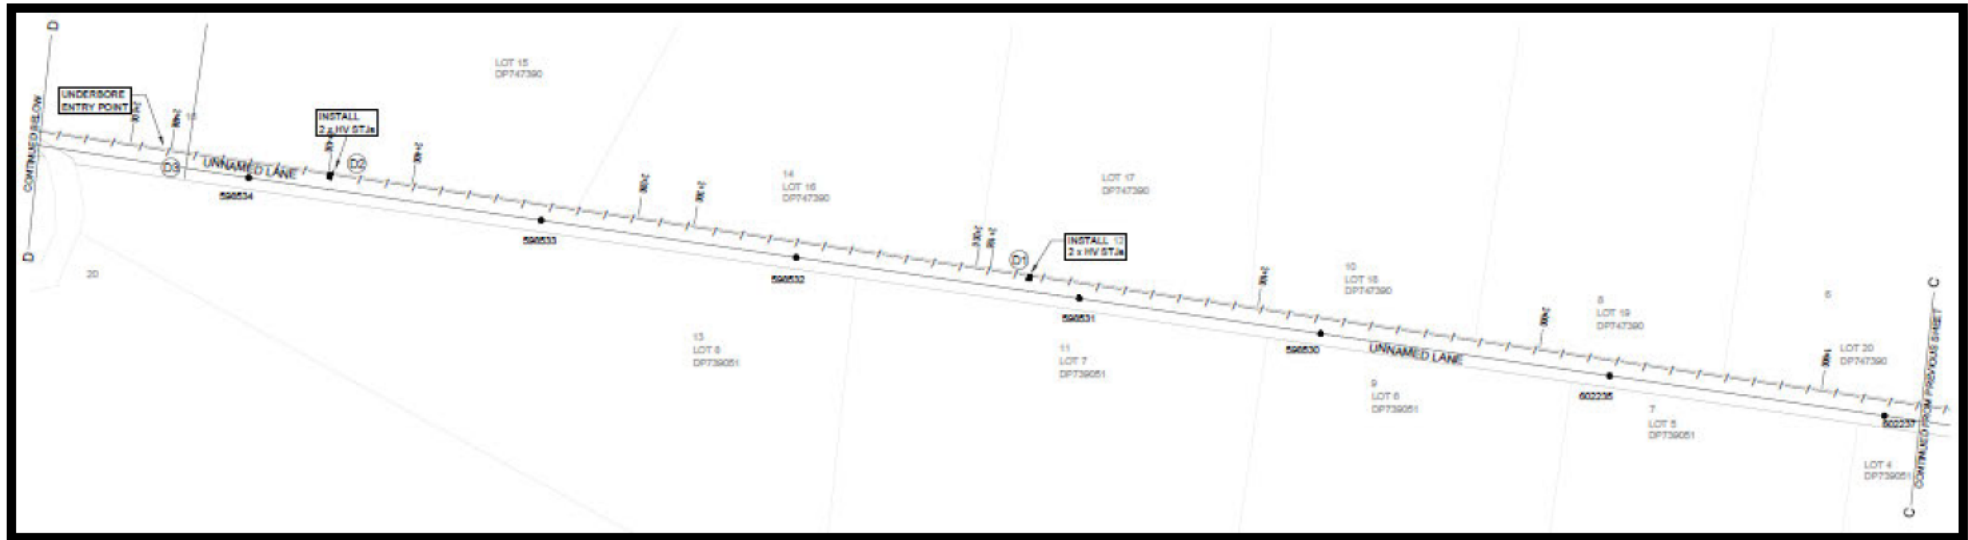 D
LOT 15
DP747390
UNDERBORE
ENTRY POINT
INSTALL
2 x HV STJs
CONTINUED BELOW
D3
UNNAMED LANE
D2
2+400
598534
14
LOT 16
DP747390
LOT 17
DP747390
598533
D
20
INSTALL 12
2 x HV STJs
D1
598532
10
LOT 18
DP747390
598531
8
LOT 19
DP747390
6
C
13
LOT 8
DP739051
11
LOT 7
DP739051
598530
UNNAMED LANE
LOT 20
DP747390
CONTINUED FROM PREVIOUS SHEET
9
LOT 6
DP739051
7
LOT 5
DP739051
602237
LOT 4
DP739051
C